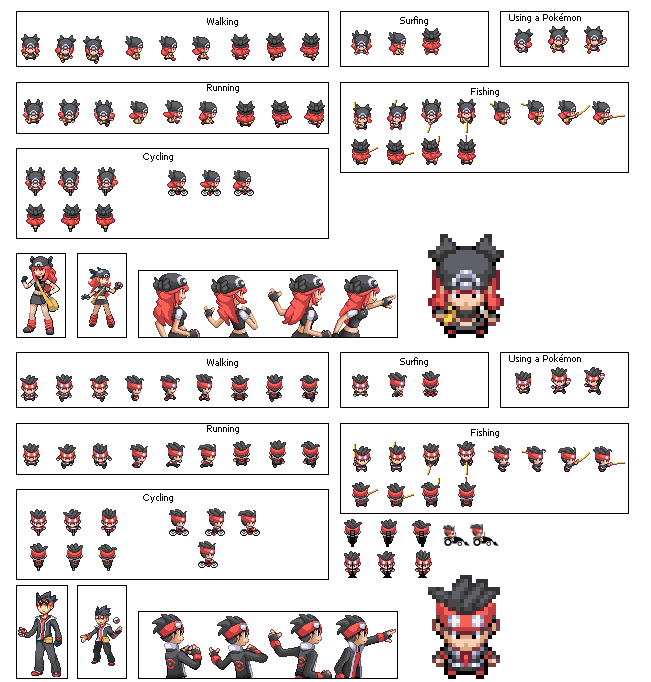 Walking
Surfing
Using a Pokémon
Running
Fishing
Cycling
Walking
Surfing
Using a Pokémon
Running
Fishing
Cycling